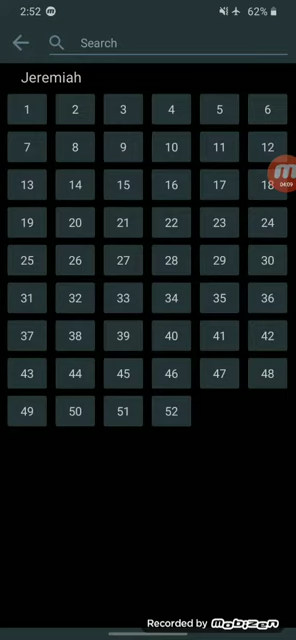 2:52 62%
Search
Jeremiah
1 2 3 4 5 6
7 8 9 10 11 12
13 14 15 16 17 18
04:09
19 20 21 22 23 24
25 26 27 28 29 30
31 32 33 34 35 36
37 38 39 40 41 42
43 44 45 46 47 48
49 50 51 52
Recorded by Mobizen